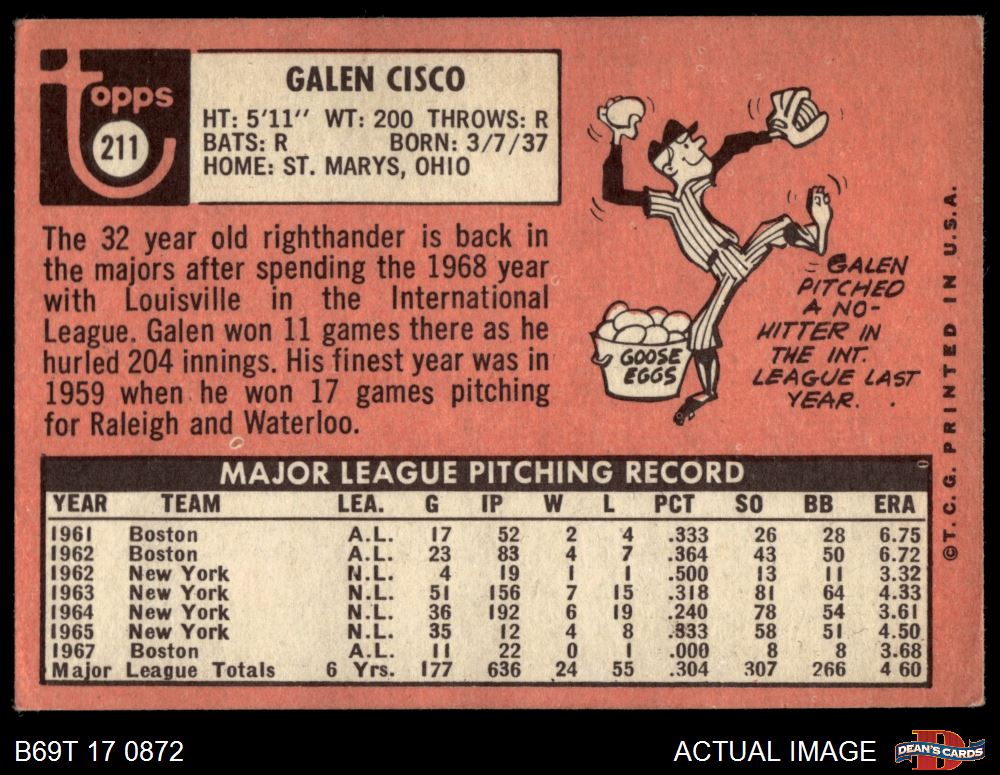 topps
211
GALEN CISCO
HT: 5'11" WT: 200 THROWS: R
BATS: R BORN: 3/7/37
HOME: ST. MARYS, OHIO
The 32 year old righthander is back in
the majors after spending the 1968 year
with Louisville in the International
League. Galen won 11 games there as he
hurled 204 innings. His finest year was in
1959 when he won 17 games pitching
for Raleigh and Waterloo.
GOOSE
EGGS
GALEN
PITCHED
A NO-
HITTER IN
THE INT.
LEAGUE LAST
YEAR.
©T. C. G. PRINTED IN U.S.A.
MAJOR LEAGUE PITCHING RECORD
YEAR TEAM LEA. G IP W L PCT SO BB ERA
1961 Boston A.L. 17 52 2 4 .333 26 28 6.75
1962 Boston A.L. 23 83 4 7 .364 43 50 6.72
1962 New York N.L. 4 19 1 1 .500 13 11 3.32
1963 New York N.L. 51 156 7 15 .318 81 64 4.33
1964 New York N.L. 36 192 6 19 .240 78 54 3.61
1965 New York N.L. 35 12 4 8 .333 58 51 4.50
1967 Boston A.L. 11 22 0 1 .000 8 8 3.68
Major League Totals 6 Yrs. 177 636 24 55 .304 307 266 4 60
B69T 17 0872
ACTUAL IMAGE
DEAN'S CARDS